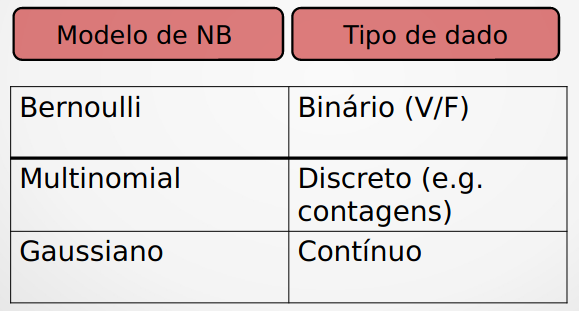 Modelo de NB
Tipo de dado
Bernoulli
Binário (V/F)
Multinomial
Discreto (e.g.
contagens)
Gaussiano
Contínuo